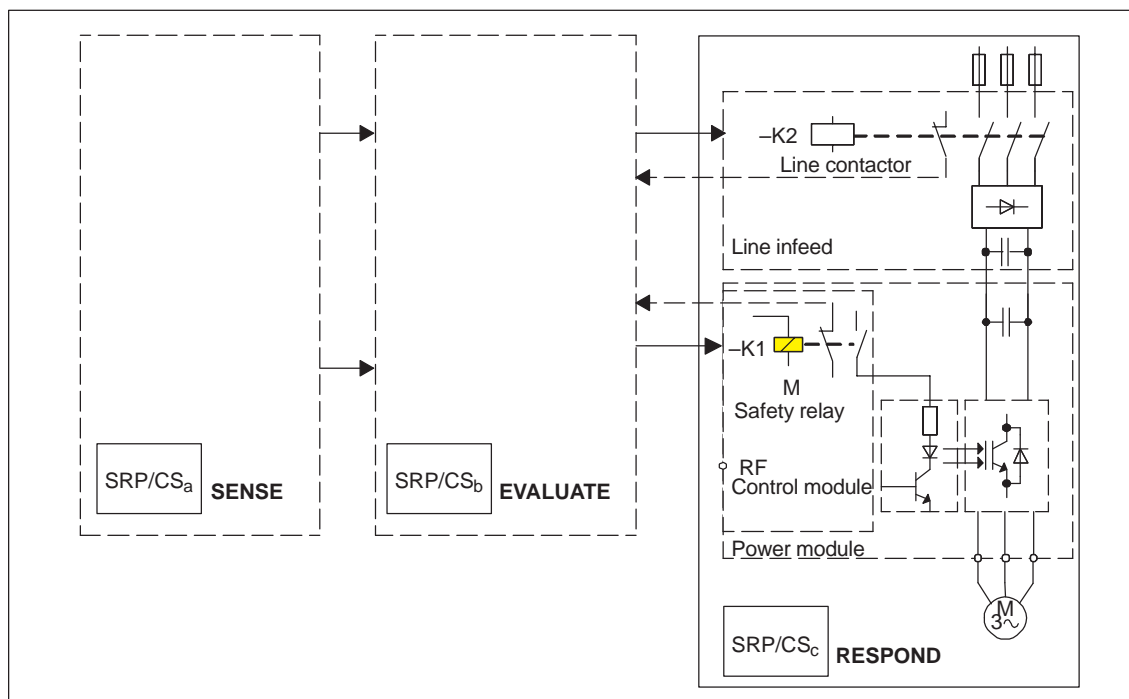 –K2
Line contactor
Line infeed
–K1
M
Safety relay
RF
Control module
Power module
SRP/CSa SENSE
SRP/CSb EVALUATE
M
3~
SRP/CSc RESPOND